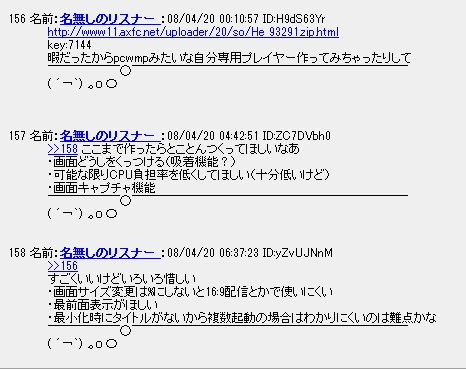 156 名前：名無しのリスナー ：08/04/20 00:10:57 ID:H9dS63Yr
http://www11.axfc.net/uploader/20/so/He_93291zip.html
key:7144
暇だったからpcwmpみたいな自分専用プレイヤー作ってみちゃったりして
￣￣￣￣￣￣○￣￣￣￣￣￣￣￣￣￣￣￣￣￣￣￣￣￣￣
(´￢`)｡o○
157 名前：名無しのリスナー ：08/04/20 04:42:51 ID:ZC7DVbh0
>>158 ここまで作ったらとことんつくってほしいなあ
・画面どうしをくっつける(吸着機能？)
・可能な限りCPU負担率を低くしてほしい(十分低いけど)
・画面キャプチャ機能
￣￣￣￣￣￣○￣￣￣￣￣￣￣￣￣￣￣￣￣￣￣￣￣￣￣
(´￢`)｡o○
158 名前：名無しのリスナー ：08/04/20 06:37:23 ID:yZvUJNnM
>>156
すごくいいけどいろいろ惜しい
・画面サイズ変更は%にしないと16:9配信とかで使いにくい
・最前面表示がほしい
・最小化時にタイトルがないから複数起動の場合はわかりにくいのは難点かな
￣￣￣￣￣￣○￣￣￣￣￣￣￣￣￣￣￣￣￣￣￣￣￣￣￣
(´￢`)｡o○